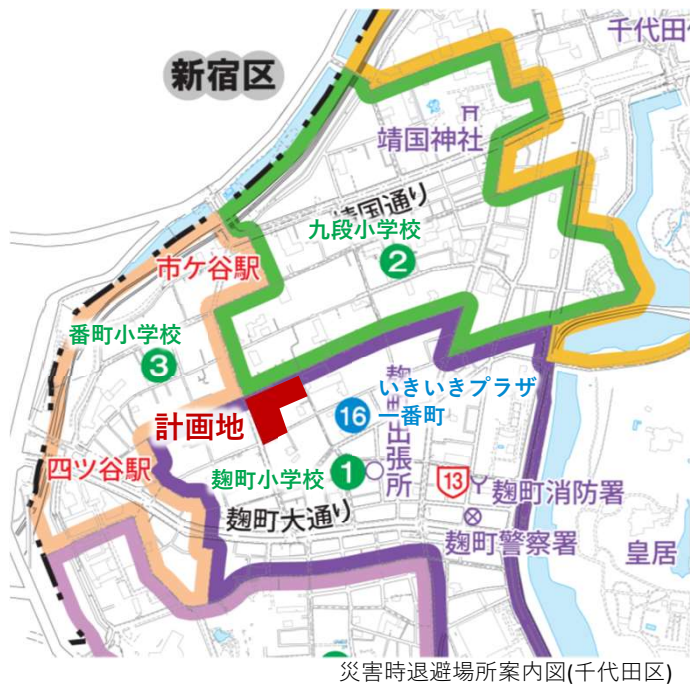 千代田
新宿区
靖国神社
靖国通り
九段小学校
2
市ケ谷駅
番町小学校
3
いきいきプラザ
一番町
16
計画地
麹町出張所
麹町小学校
1
四ツ谷駅
13
麹町消防署
麹町大通り
麹町警察署
皇居
災害時退避場所案内図(千代田区)